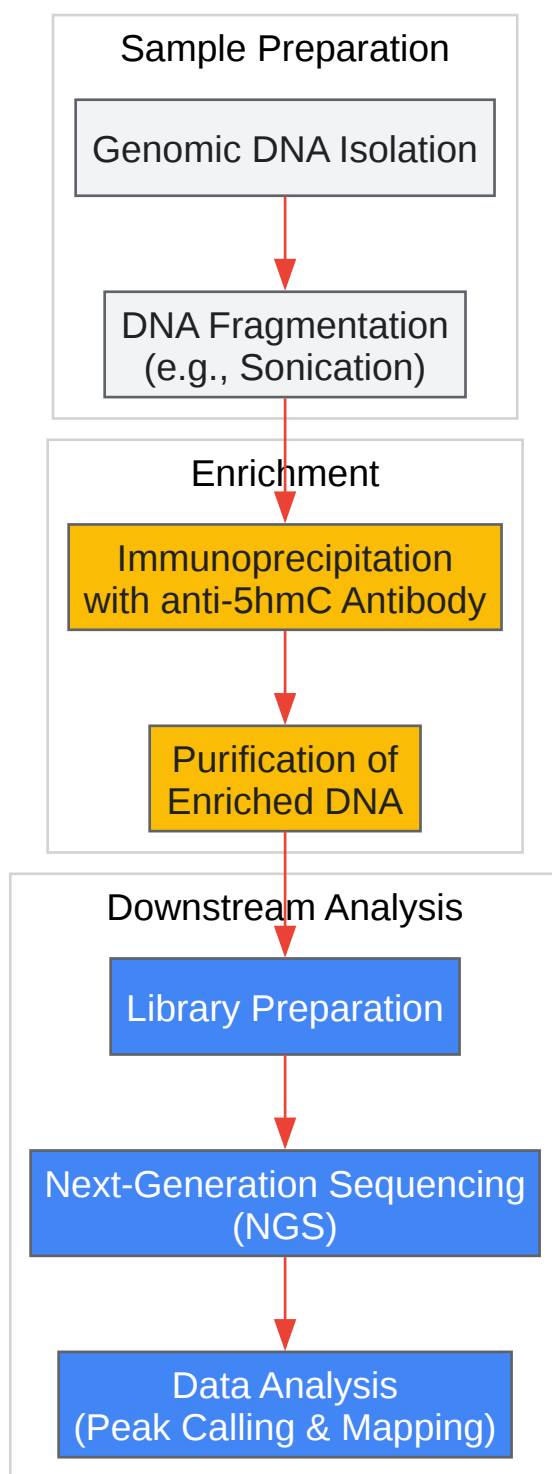 Sample Preparation
Genomic DNA Isolation
DNA Fragmentation
(e.g., Sonication)
Enrichment
Immunoprecipitation
with anti-5hmC Antibody
Purification of
Enriched DNA
Downstream Analysis
Library Preparation
Next-Generation Sequencing
(NGS)
Data Analysis
(Peak Calling & Mapping)